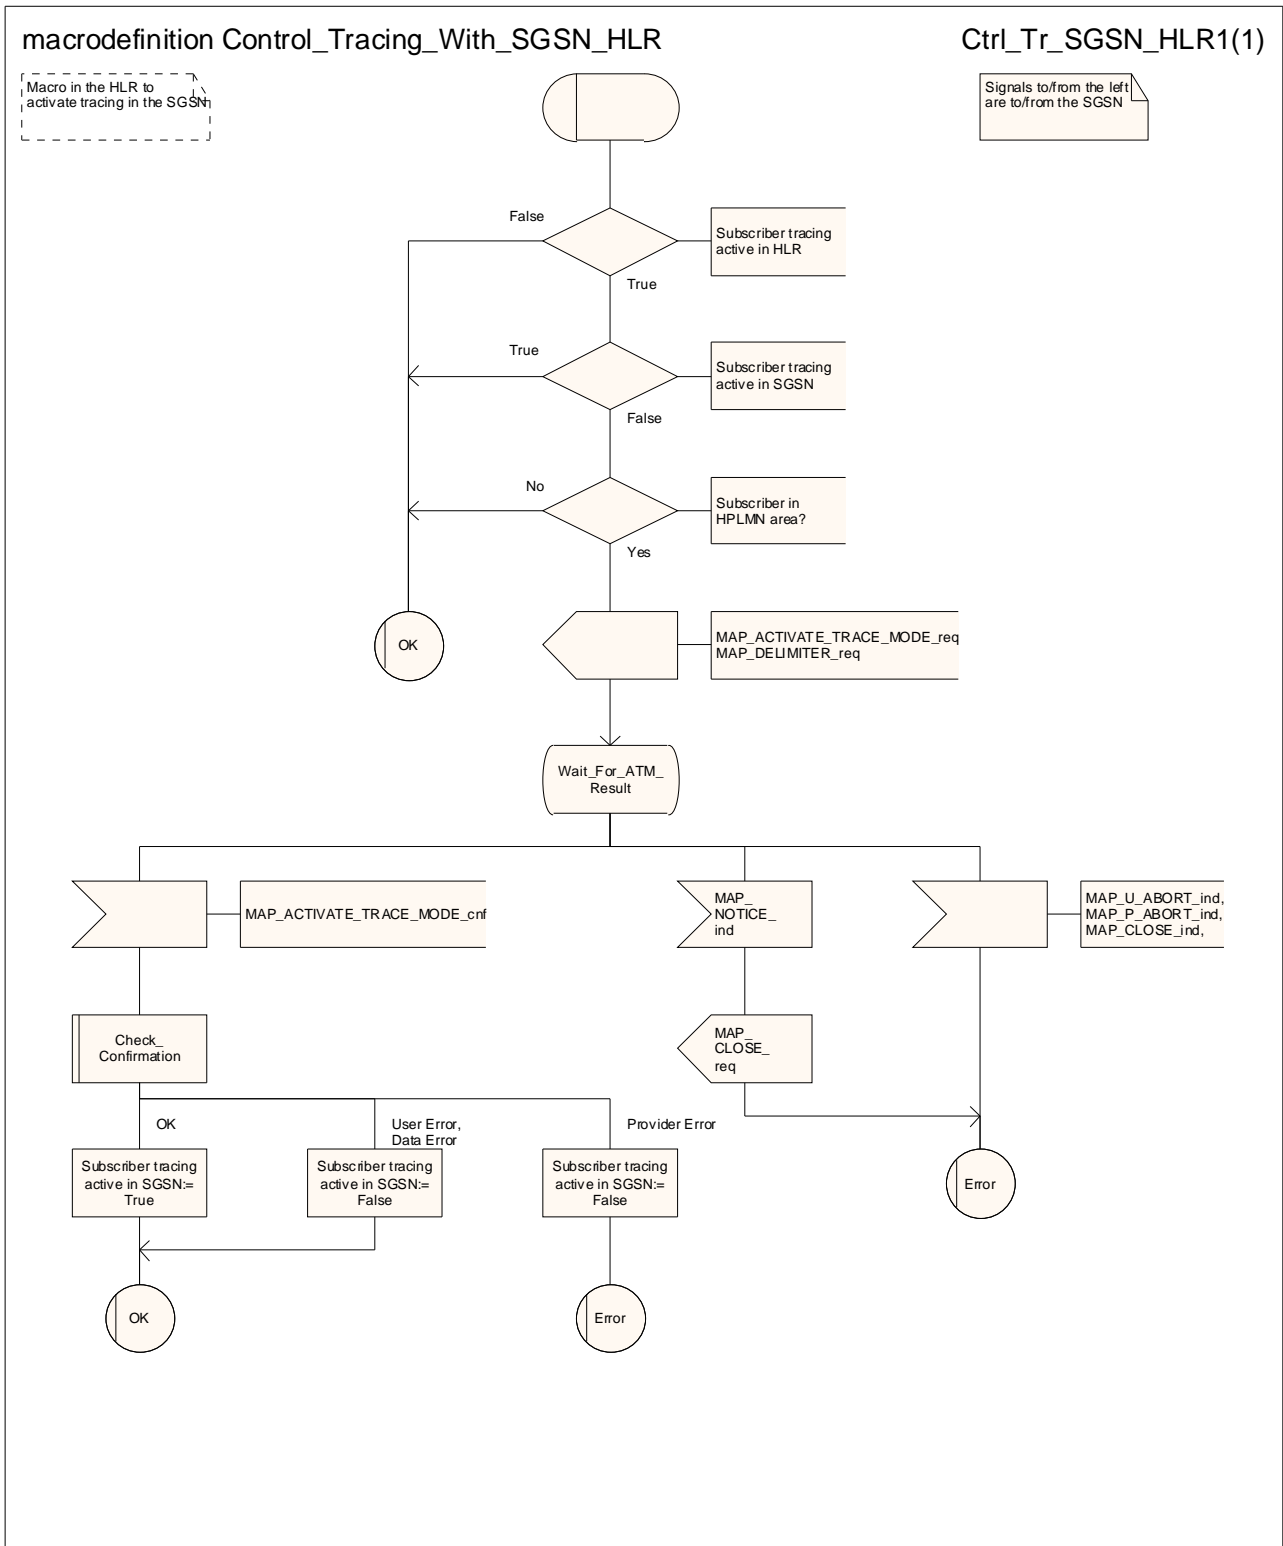 macrodefinition Control_Tracing_With_SGSN_HLR
Ctrl_Tr_SGSN_HLR1(1)
Macro in the HLR to
activate tracing in the SGSN
Signals to/from the left
are to/from the SGSN
False
Subscriber tracing
active in HLR
True
True
Subscriber tracing
active in SGSN
False
No
Subscriber in
HPLMN area?
Yes
OK
MAP_ACTIVATE_TRACE_MODE_req
MAP_DELIMITER_req
Wait_For_ATM_
Result
MAP_ACTIVATE_TRACE_MODE_cnf
MAP_
NOTICE_
ind
MAP_U_ABORT_ind,
MAP_P_ABORT_ind,
MAP_CLOSE_ind,
Check_
Confirmation
MAP_
CLOSE_
req
OK
User Error,
Data Error
Provider Error
Subscriber tracing
active in SGSN:=
True
Subscriber tracing
active in SGSN:=
False
Subscriber tracing
active in SGSN:=
False
Error
OK
Error